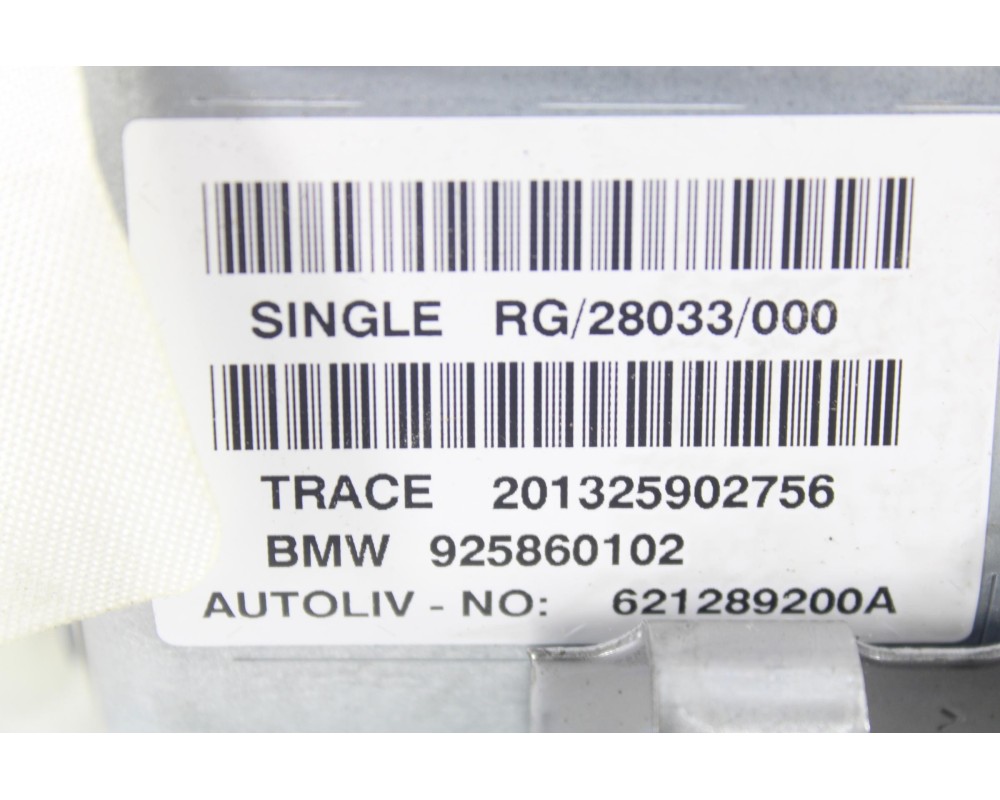 SINGLE RG/28033/000
TRACE 201325902756
BMW 925860102
AUTOLIV - NO: 621289200A